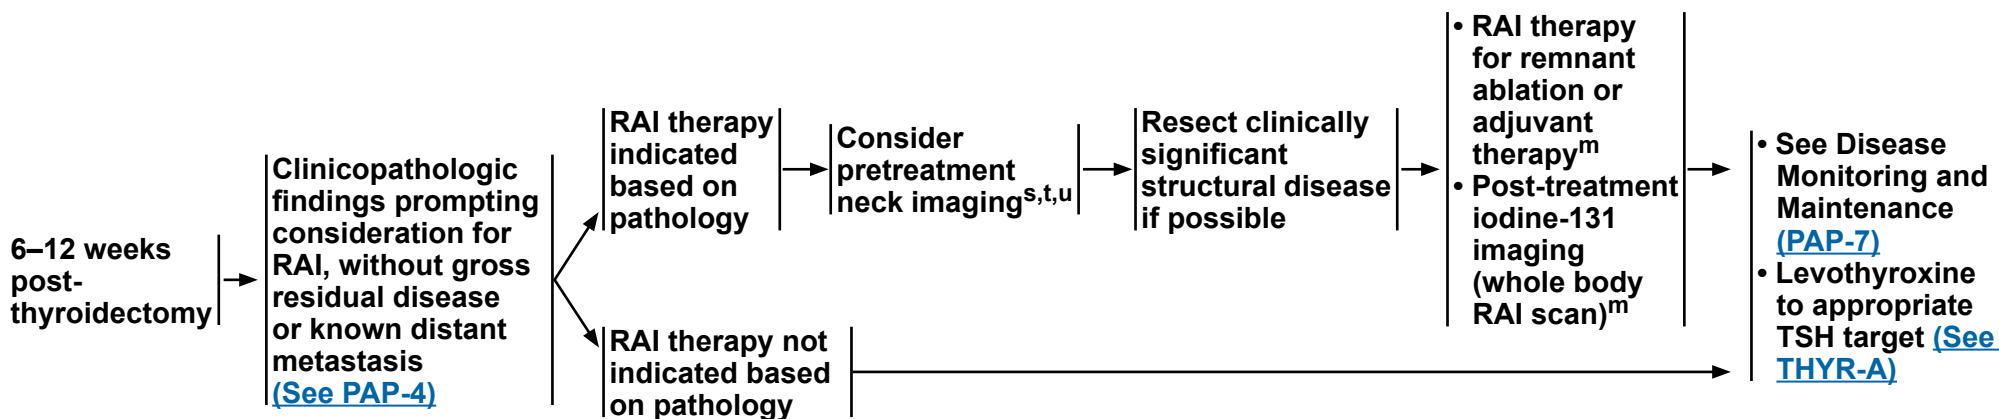 6–12 weeks
post-
thyroidectomy
Clinicopathologic
findings prompting
consideration for
RAI, without gross
residual disease
or known distant
metastasis
(See PAP-4)
RAI therapy
indicated
based on
pathology
Consider
pretreatment
neck imaging^s,t,u
Resect clinically
significant
structural disease
if possible
• RAI therapy
for remnant
ablation or
adjuvant
therapy^m
• Post-treatment
iodine-131
imaging
(whole body
RAI scan)^m
RAI therapy not
indicated based
on pathology
• See Disease
Monitoring and
Maintenance
(PAP-7)
• Levothyroxine
to appropriate
TSH target (See
THYR-A)